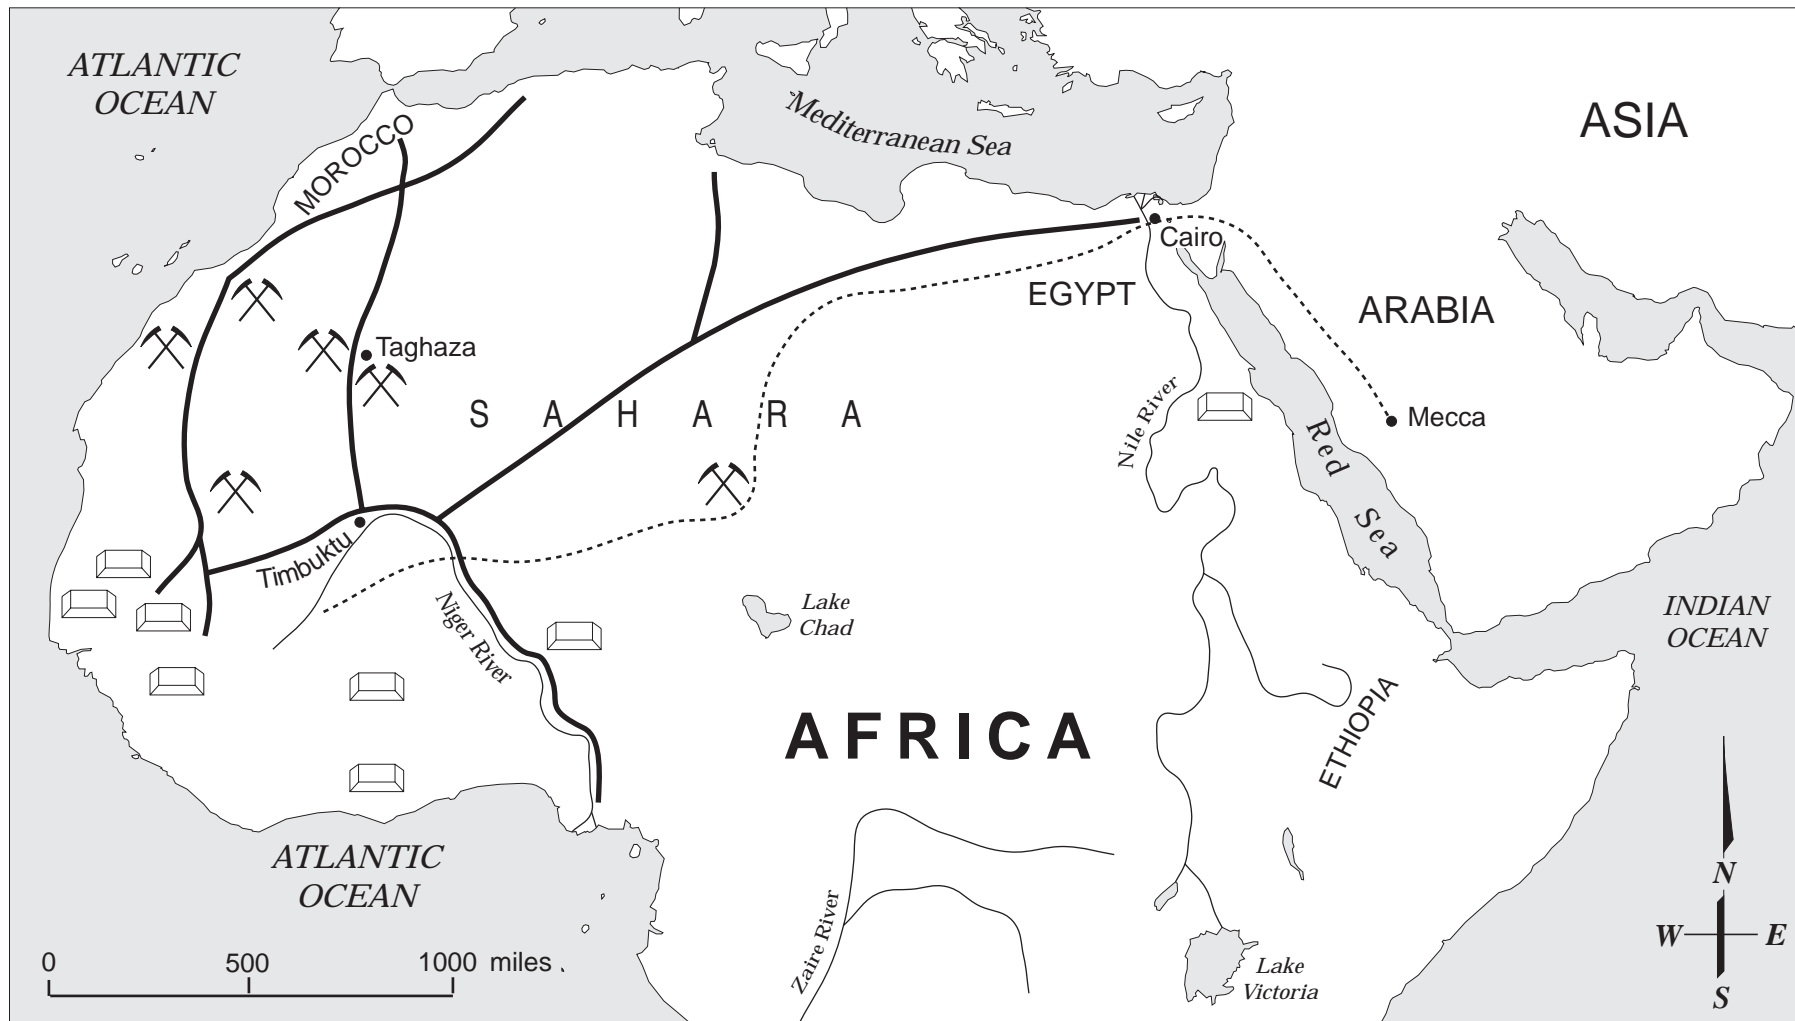 ATLANTIC
OCEAN
MOROCCO
Mediterranean Sea
ASIA
Cairo
EGYPT
ARABIA
Taghaza
SAHARA
Nile River
Red Sea
Mecca
Timbuktu
Niger River
Lake
Chad
INDIAN
OCEAN
AFRICA
ETHIOPIA
ATLANTIC
OCEAN
Zaire River
Lake
Victoria
0 500 1000 miles
N
W E
S